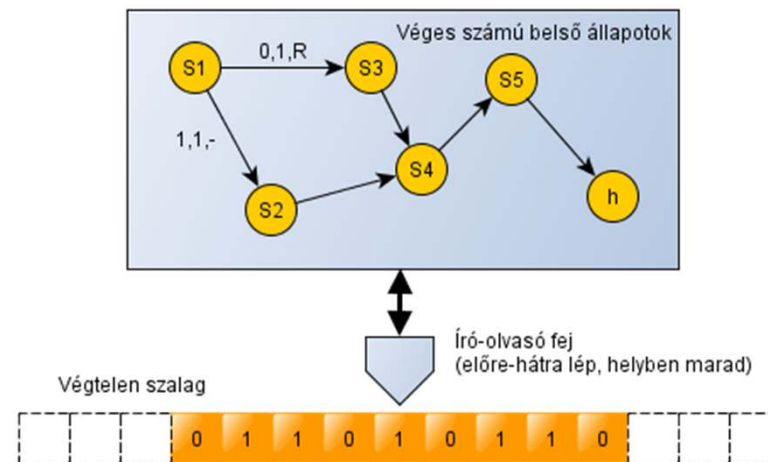 Véges számú belső állapotok
S1
0,1,R
S3
S5
1,1,-
S4
S2
h
Író-olvasó fej
(előre-hátra lép, helyben marad)
Végtelen szalag
0 1 1 0 1 0 1 1 0